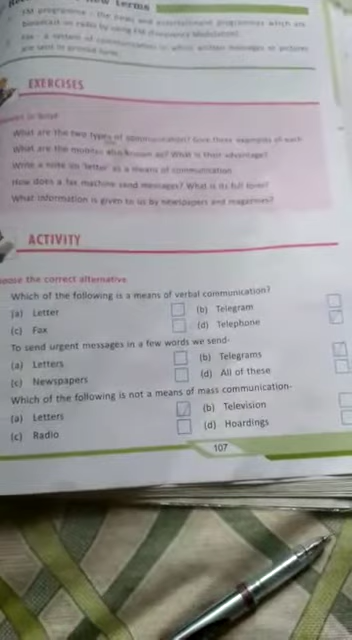 New Terms
FM programme - the news and entertainment programmes which are
broadcast on radio by using FM (Frequency Modulation).
Fax - A system of communication in which written messages or pictures
are sent in printed form.
EXERCISES
What are the two types of communication? Give three examples of each.
What are the mobiles also known as? What is their advantage?
Write a note on 'letter' as a means of communication.
How does a fax machine send messages? What is its full form?
What information is given to us by newspapers and magazines?
ACTIVITY
the correct alternative
Which of the following is a means of verbal communication?
(a) Letter (b) Telegram
(c) Fax (d) Telephone
To send urgent messages in a few words we send-
(a) Letters (b) Telegrams
(c) Newspapers (d) All of these
Which of the following is not a means of mass communication-
(a) Letters (b) Television
(c) Radio (d) Hoardings
107